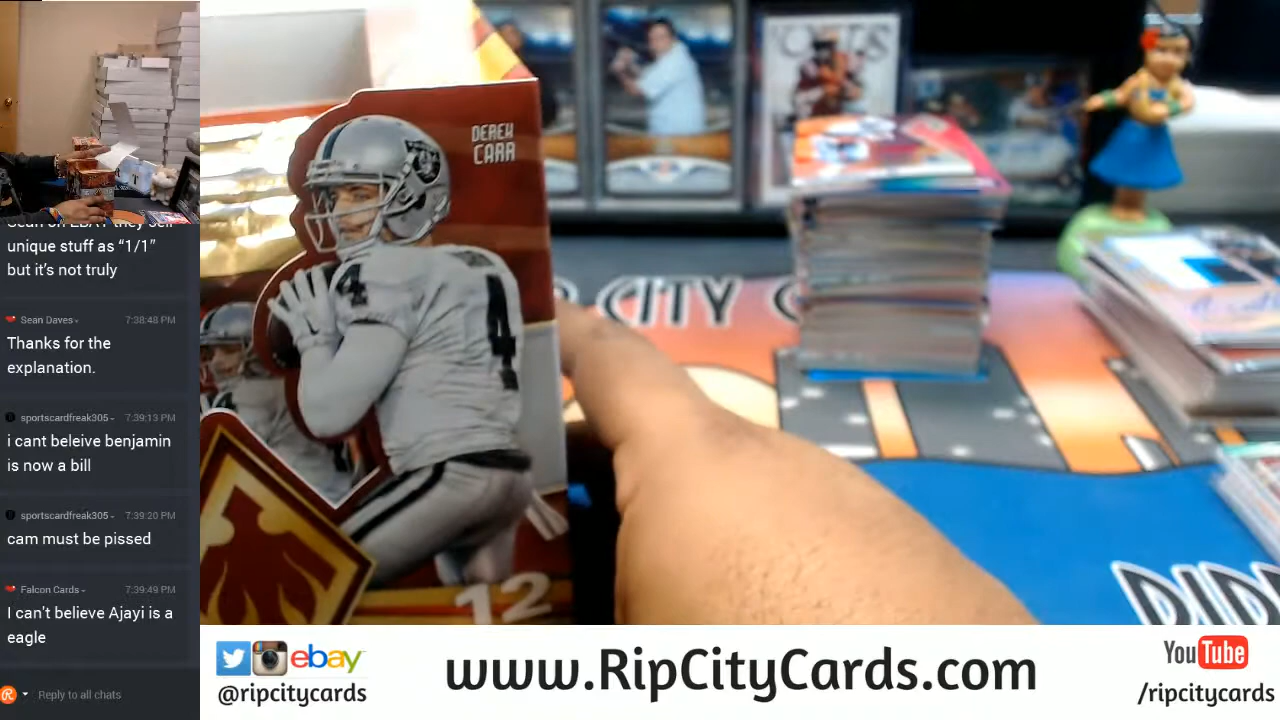 unique stuff as “1/1”
but it’s not truly
Sean Daves
7:38:48 PM
Thanks for the
explanation.
sportscardfreak305
7:39:13 PM
i cant beleive benjamin
is now a bill
sportscardfreak305
7:39:20 PM
cam must be pissed
Falcon Cards
7:39:49 PM
I can't believe Ajayi is a
eagle
Reply to all chats
DEREK
CARR
4
4
12
CITY
ebay
@ripcitycards
www.RipCityCards.com
YouTube
/ripcitycards